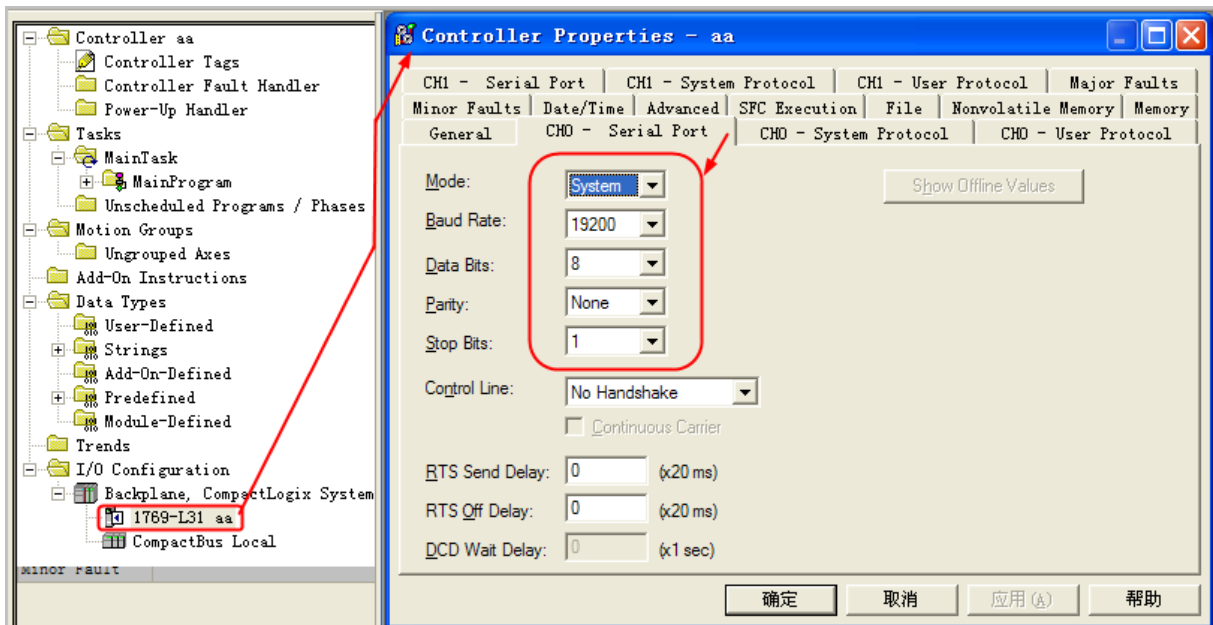 Controller aa
Controller Tags
Controller Fault Handler
Power-Up Handler
Tasks
MainTask
MainProgram
Unscheduled Programs / Phases
Motion Groups
Ungrouped Axes
Add-On Instructions
Data Types
User-Defined
Strings
Add-On-Defined
Predefined
Module-Defined
Trends
I/O Configuration
Backplane, CompactLogix System
1769-L31 aa
CompactBus Local
Minor Fault
Controller Properties - aa
CH1 - Serial Port CH1 - System Protocol CH1 - User Protocol Major Faults
Minor Faults Date/Time Advanced SFC Execution File Nonvolatile Memory Memory
General CH0 - Serial Port CH0 - System Protocol CH0 - User Protocol
Mode: System Show Offline Values
Baud Rate: 19200
Data Bits: 8
Parity: None
Stop Bits: 1
Control Line: No Handshake
Continuous Carrier
RTS Send Delay: 0 (x20 ms)
RTS Off Delay: 0 (x20 ms)
DCD Wait Delay: 0 (x1 sec)
确定 取消 应用(A) 帮助